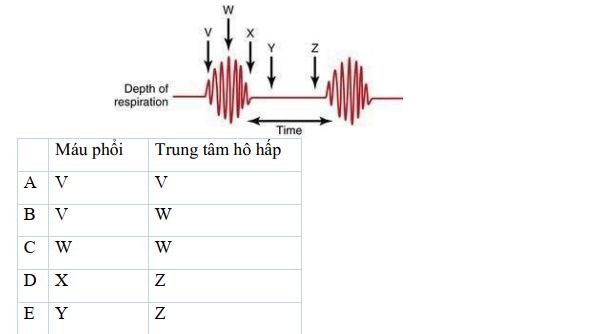 W
V
X
Y
Z
Depth of
respiration
Time
Máu phổi Trung tâm hô hấp
A V V
B V W
C W W
D X Z
E Y Z